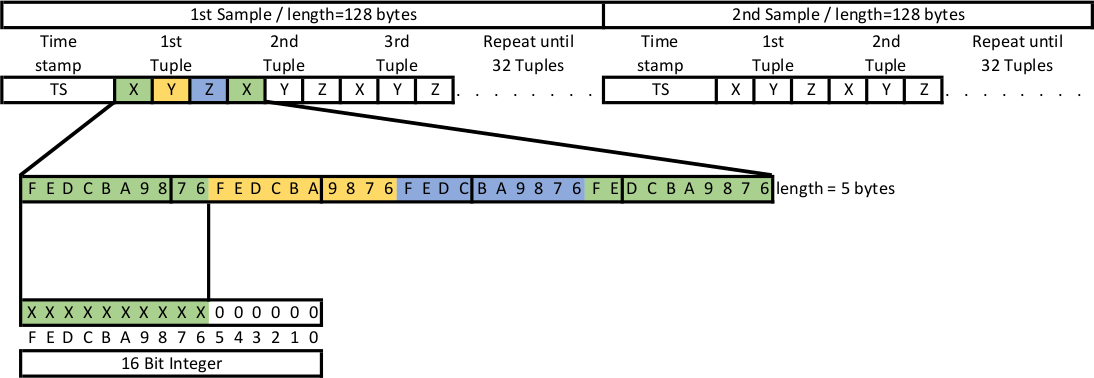 1st Sample / length=128 bytes 2nd Sample / length=128 bytes
Time 1st 2nd 3rd Repeat until Time 1st 2nd Repeat until
stamp Tuple Tuple Tuple 32 Tuples stamp Tuple Tuple 32 Tuples
TS X Y Z X Y Z X Y Z . . . . . . . . TS X Y Z X Y Z . . . . . . . .
F E D C B A 9 8 7 6 F E D C B A 9 8 7 6 F E D C B A 9 8 7 6 F E D C B A 9 8 7 6 length = 5 bytes
X X X X X X X X X X 0 0 0 0 0 0
F E D C B A 9 8 7 6 5 4 3 2 1 0
16 Bit Integer